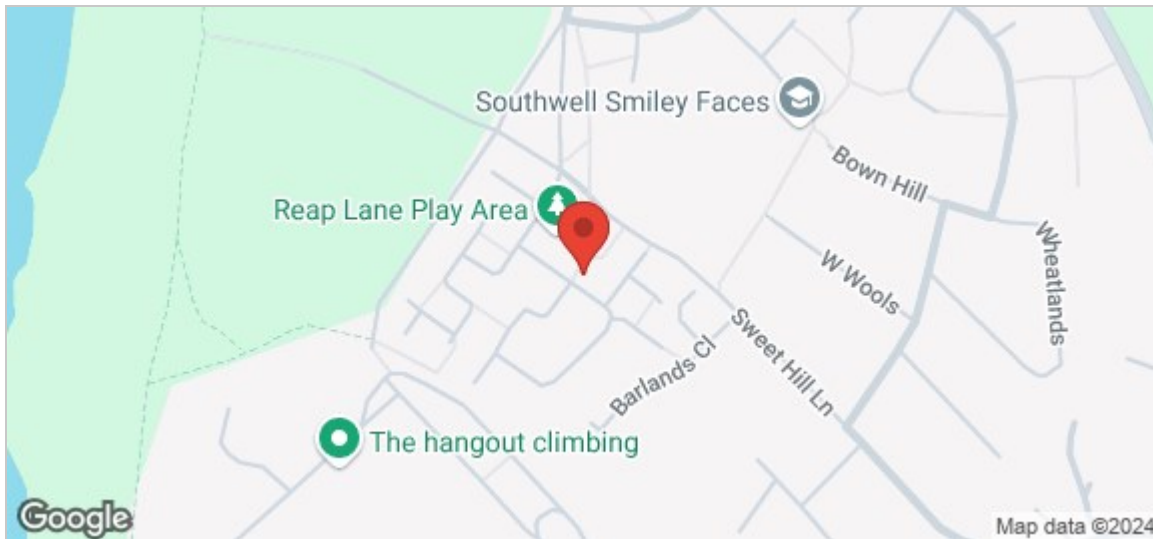 Southwell Smiley Faces
Bown Hill
Reap Lane Play Area
Wheatlands
W Wools
Sweet Hill Ln
Barlands Cl
The hangout climbing
Google
Map data ©2024